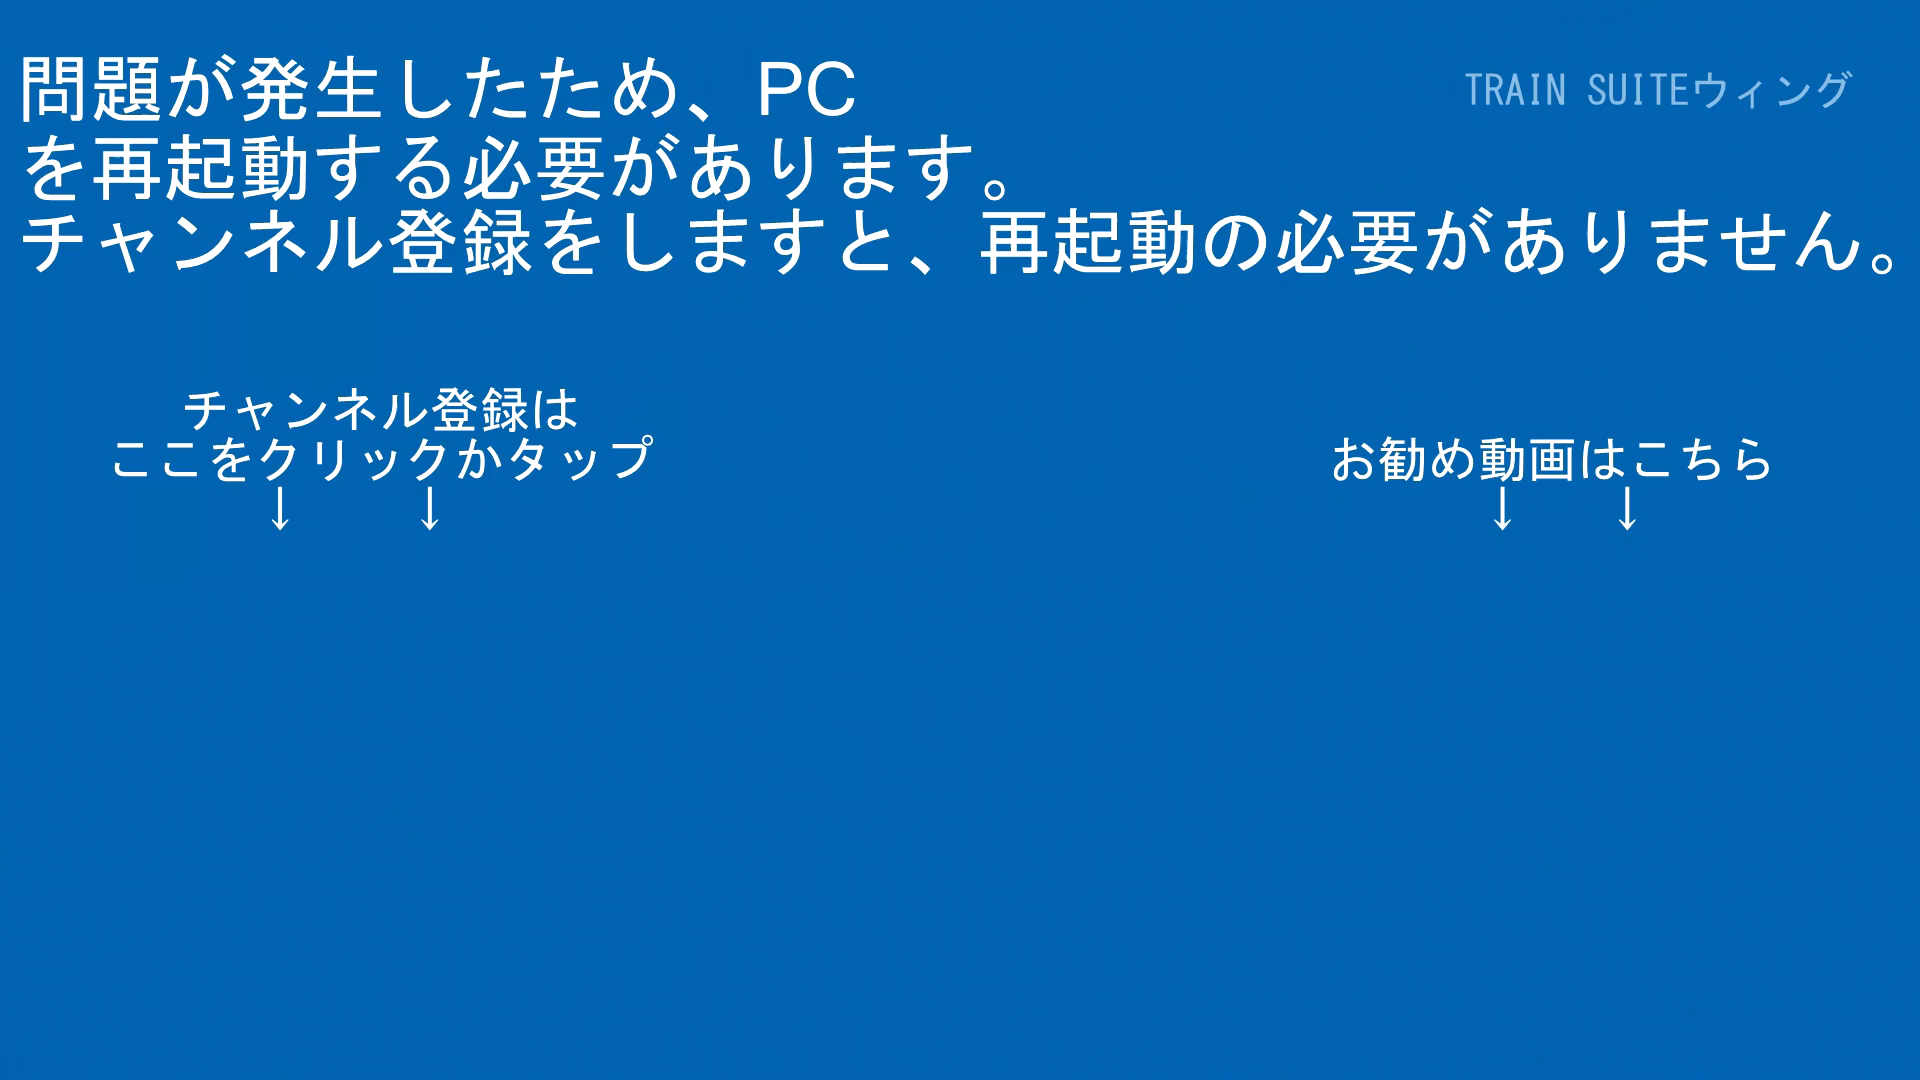 問題が発生したため、PC
を再起動する必要があります。
チャンネル登録をしますと、再起動の必要がありません。
TRAIN SUITEウィング
チャンネル登録は
ここをクリックかタップ
↓ ↓
お勧め動画はこちら
↓ ↓